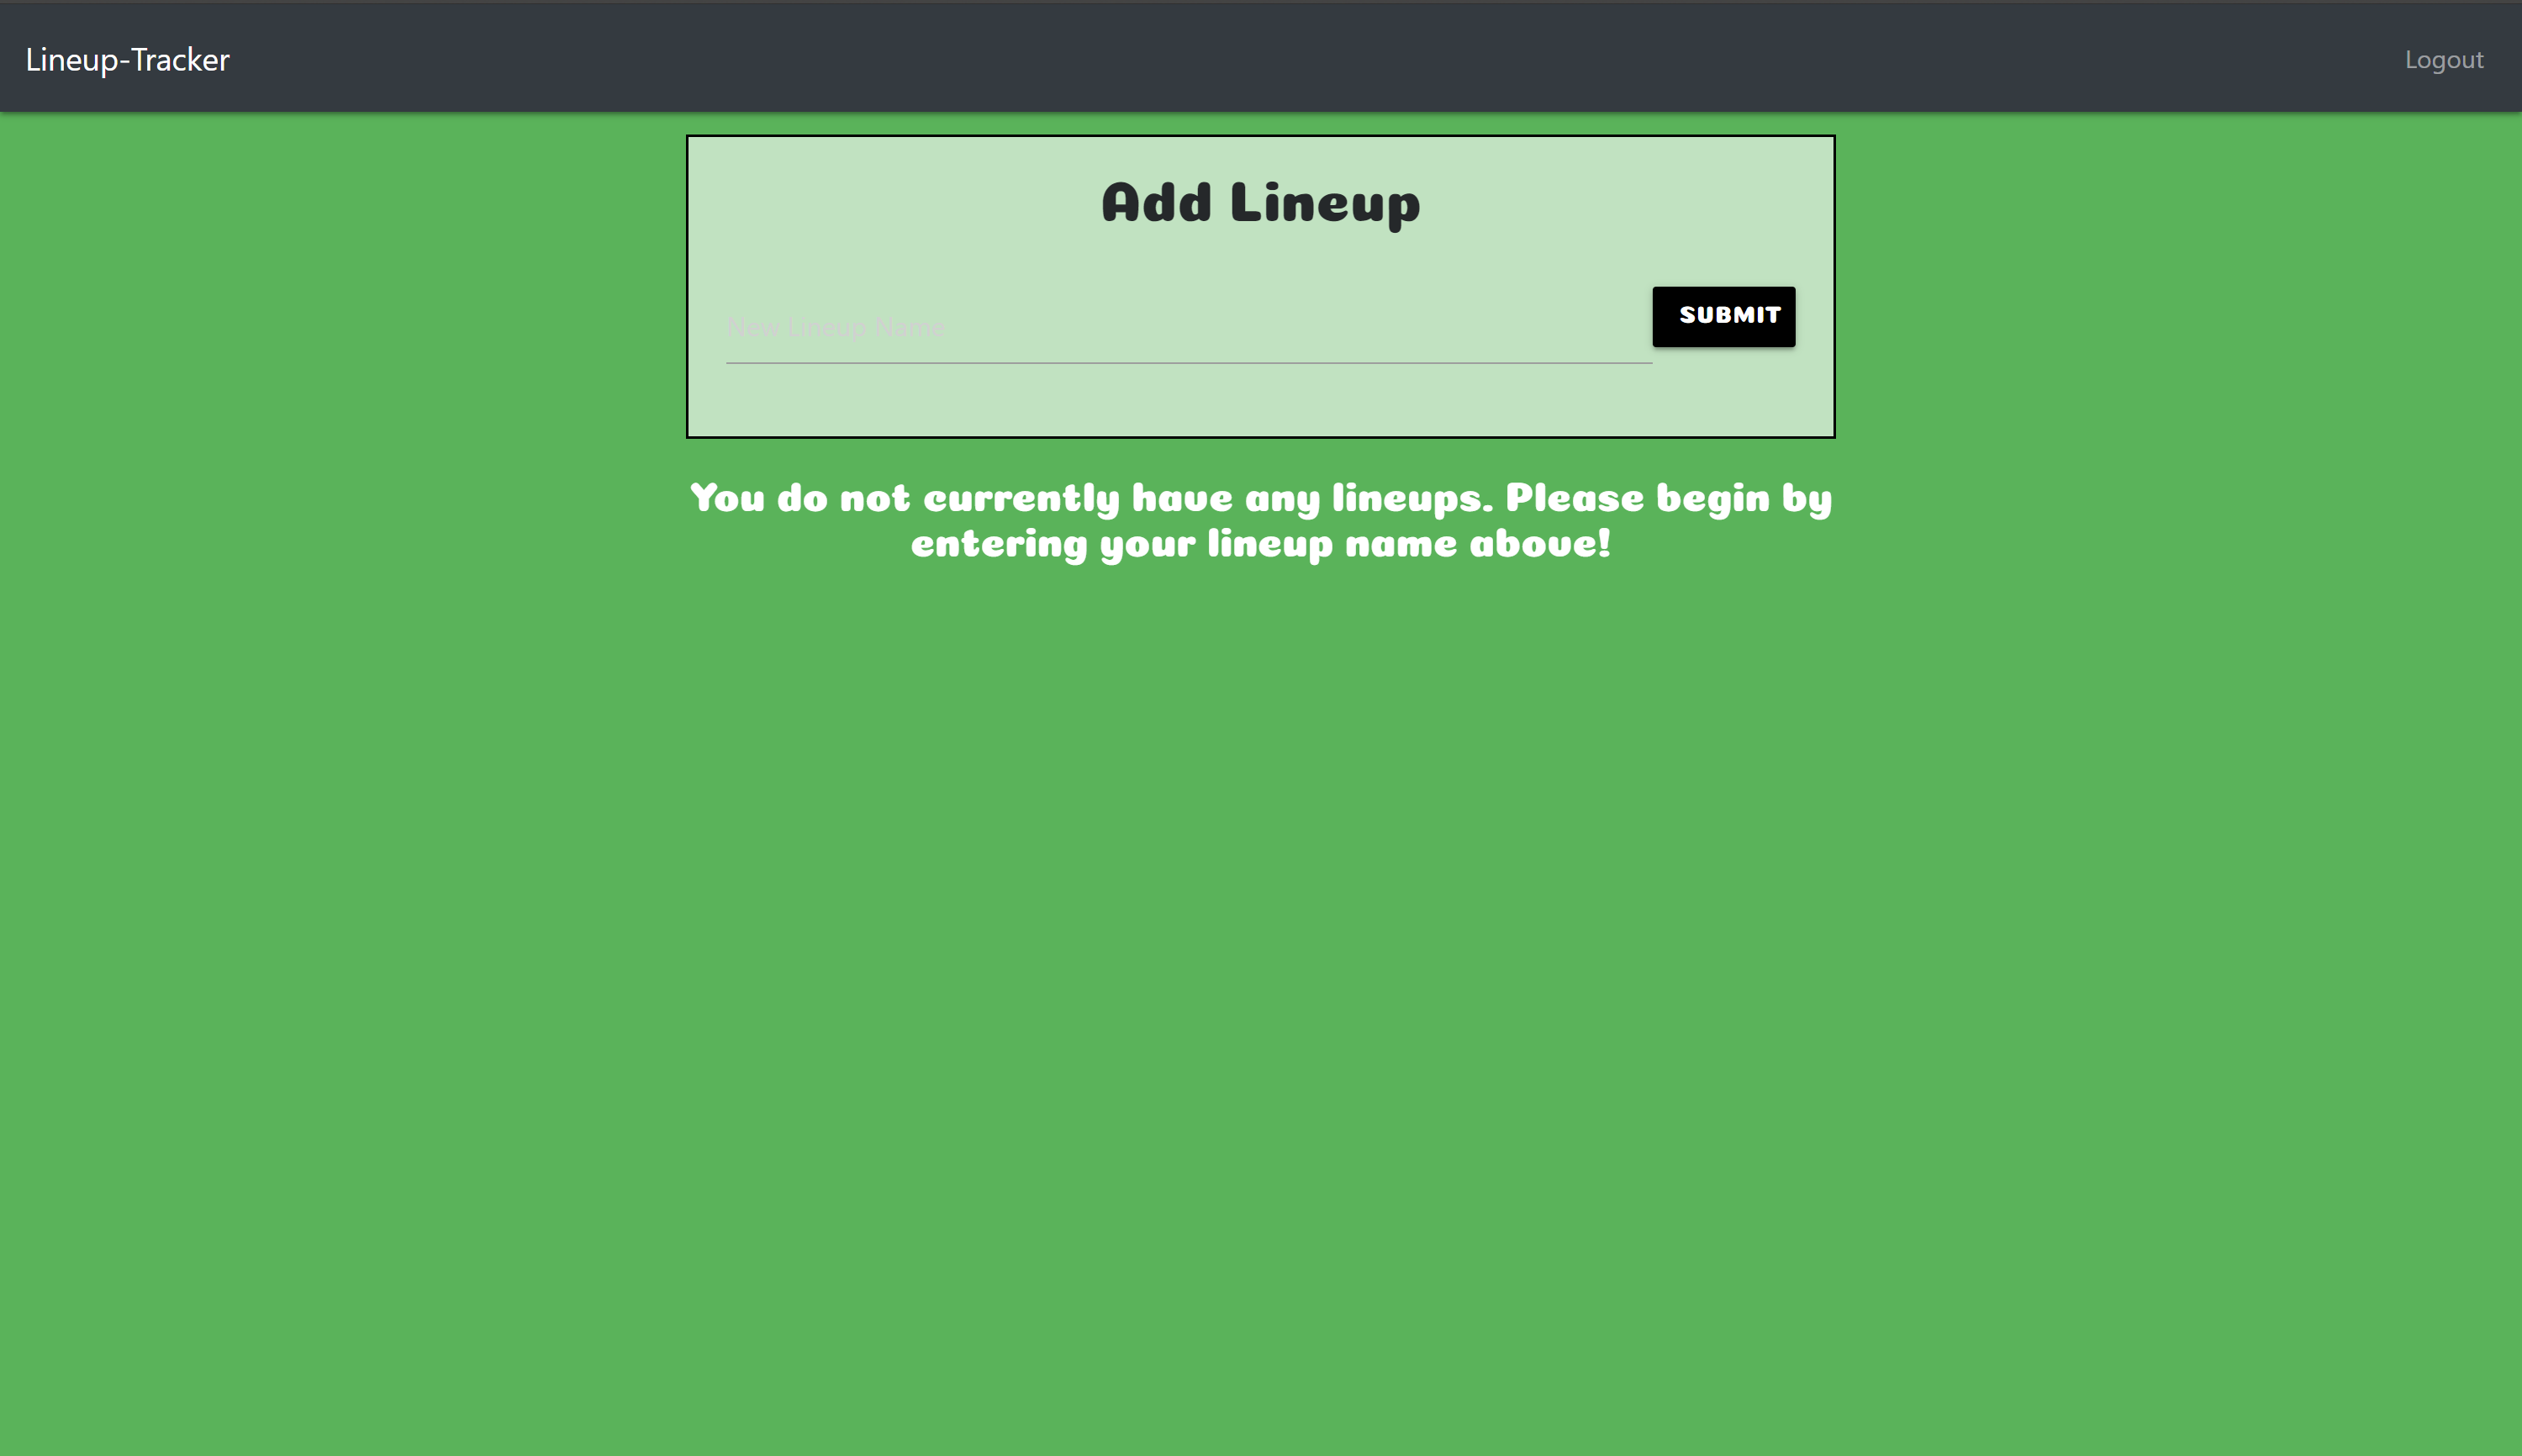 Lineup-Tracker
Logout
Add Lineup
New Lineup Name
SUBMIT
You do not currently have any lineups. Please begin by
entering your lineup name above!